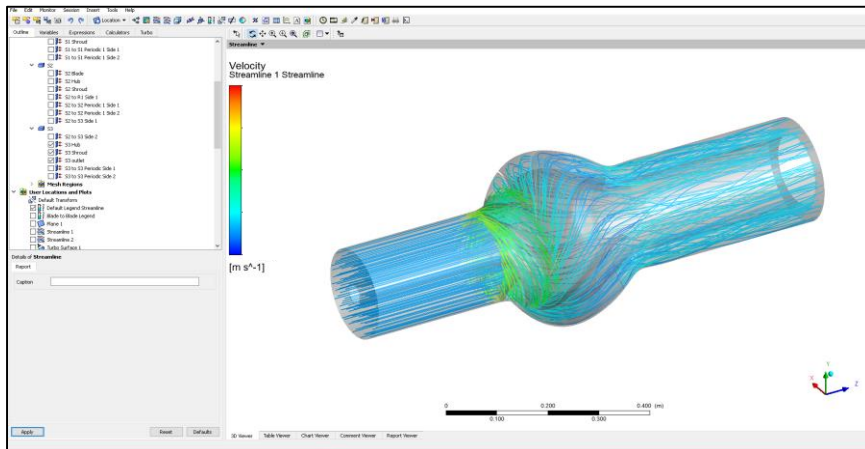 File Edit Monitor Session Insert Tools Help
Location
Outline Variables Expressions Calculators Turbo
S1 Shroud
S1 to S1 Periodic 1 Side 1
S1 to S1 Periodic 1 Side 2
S2
S2 Blade
S2 Hub
S2 Shroud
S2 to R1 Side 1
S2 to S2 Periodic 1 Side 1
S2 to S2 Periodic 1 Side 2
S2 to S3 Side 1
S3
S2 to S3 Side 2
S3 Hub
S3 Shroud
S3 outlet
S3 to S3 Periodic Side 1
S3 to S3 Periodic Side 2
Mesh Regions
User Locations and Plots
Default Transform
Default Legend Streamline
Blade to Blade Legend
Plane 1
Streamline 1
Streamline 2
Turbo Surface 1
Details of Streamline
Report
Caption
Apply Reset Defaults
Streamline
Velocity
Streamline 1 Streamline
[m s^-1]
0 0.200 0.400 (m)
0.100 0.300
X Y Z
3D Viewer Table Viewer Chart Viewer Comment Viewer Report Viewer